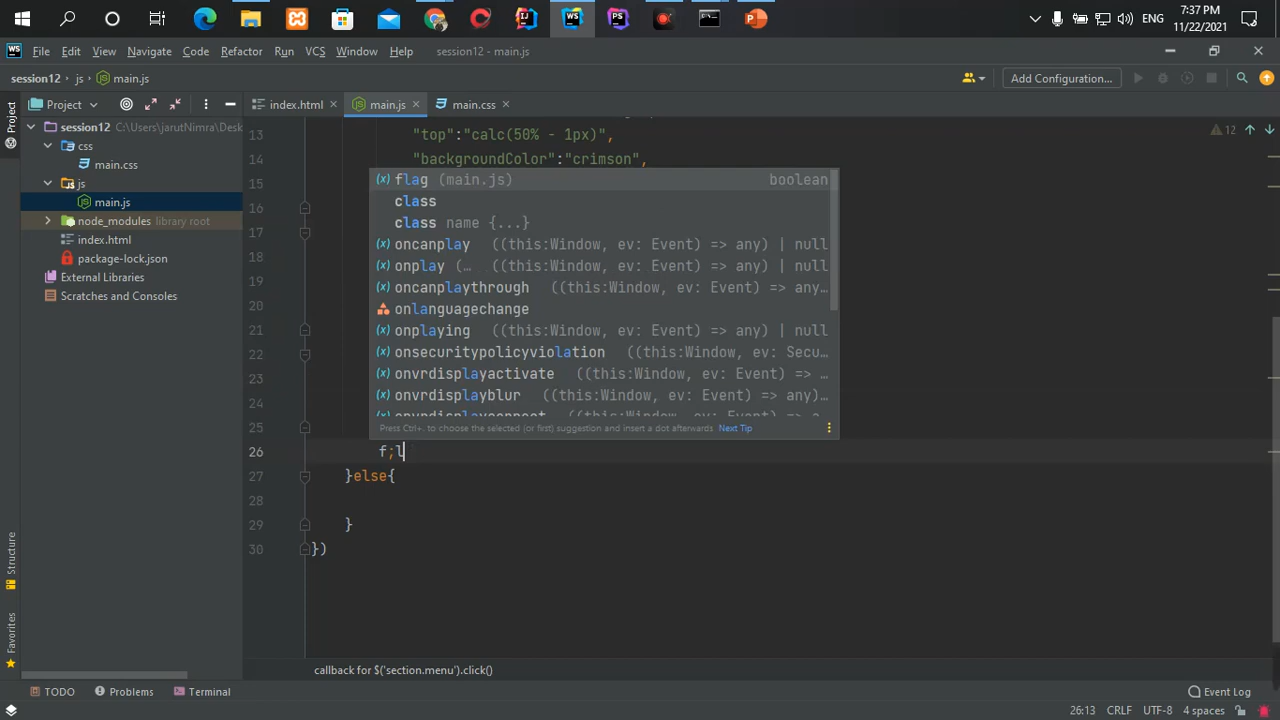 WS
PS
ENG
7:37 PM
11/22/2021
WS File Edit View Navigate Code Refactor Run VCS Window Help session12 - main.js
session12 › js › main.js Add Configuration...
Project index.html main.js main.css
Project
session12 C:\Users\jarutNimra\Desk
css
main.css
js
main.js
node_modules library root
index.html
package-lock.json
External Libraries
Scratches and Consoles
Structure
Favorites
12
13 "top":"calc(50% - 1px)",
14 "backgroundColor":"crimson",
15
16
17
18
19
20
21
22
23
24
25
26 f;l
27 }else{
28
29 }
30 })
flag (main.js) boolean
class
class name {...}
oncanplay ((this:Window, ev: Event) => any) | null
onplay (… ((this:Window, ev: Event) => any) | null
oncanplaythrough ((this:Window, ev: Event) => any…
onlanguagechange
onplaying ((this:Window, ev: Event) => any) | null
onsecuritypolicyviolation ((this:Window, ev: Secu…
onvrdisplayactivate ((this:Window, ev: Event) => …
onvrdisplayblur ((this:Window, ev: Event) => any)…
Press Ctrl+. to choose the selected (or first) suggestion and insert a dot afterwards Next Tip
callback for $('section.menu').click()
TODO Problems Terminal Event Log
26:13 CRLF UTF-8 4 spaces